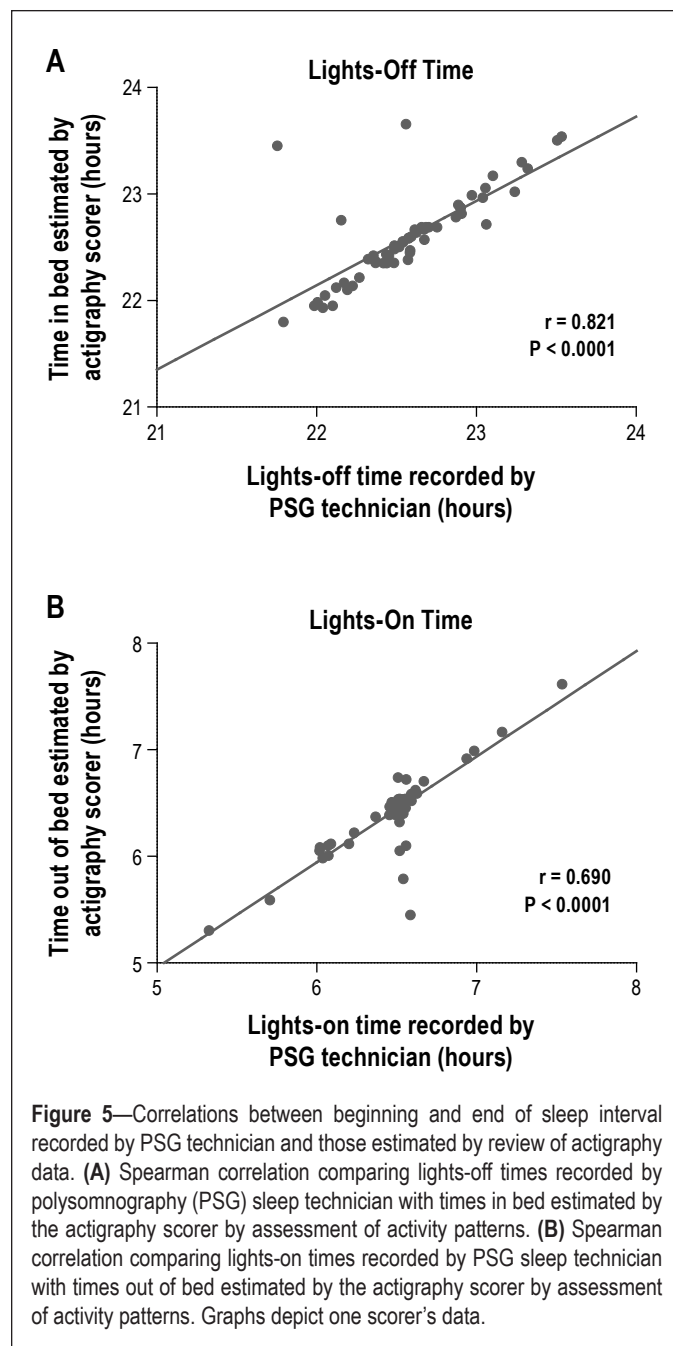 A
Lights-Off Time
Time in bed estimated by
actigraphy scorer (hours)
24
23
22
21
21
22
23
24
r = 0.821
P < 0.0001
Lights-off time recorded by
PSG technician (hours)
B
Lights-On Time
Time out of bed estimated by
actigraphy scorer (hours)
8
7
6
5
5
6
7
8
r = 0.690
P < 0.0001
Lights-on time recorded by
PSG technician (hours)
Figure 5—Correlations between beginning and end of sleep interval
recorded by PSG technician and those estimated by review of actigraphy
data. (A) Spearman correlation comparing lights-off times recorded by
polysomnography (PSG) sleep technician with times in bed estimated by
the actigraphy scorer by assessment of activity patterns. (B) Spearman
correlation comparing lights-on times recorded by PSG sleep technician
with times out of bed estimated by the actigraphy scorer by assessment
of activity patterns. Graphs depict one scorer's data.